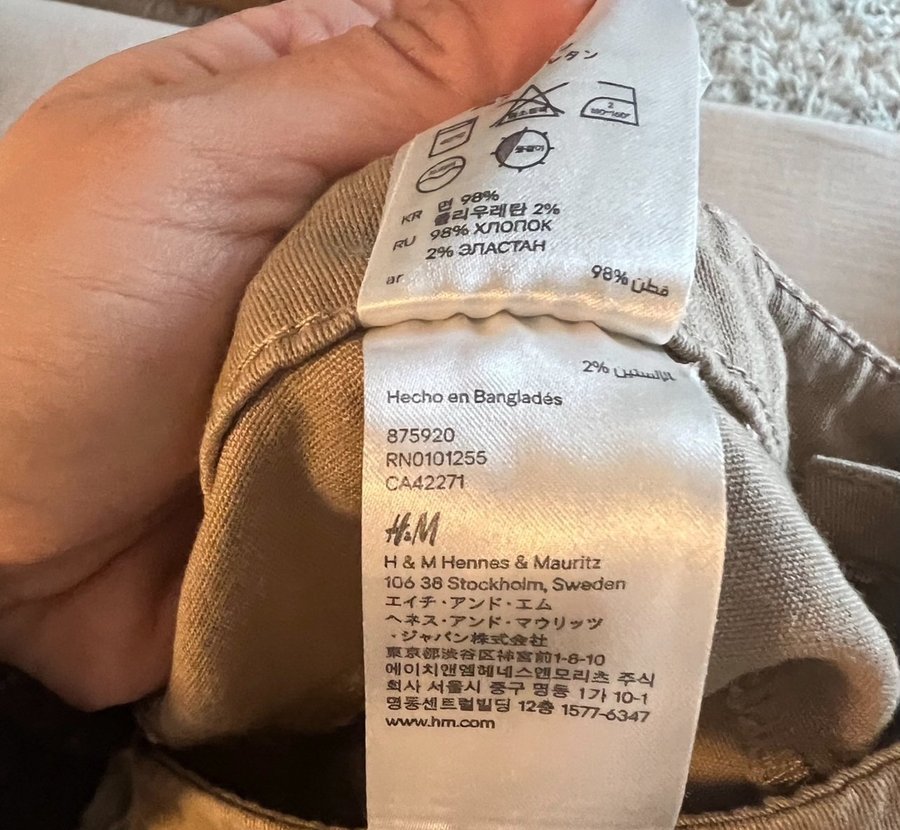 2
180~160℃
KR 면 98%
폴리우레탄 2%
RU 98% ХЛОПОК
2% ЭЛАСТАН
ar قطن 98%
2%
Hecho en Bangladés
875920
RN0101255
CA42271
H&M
H & M Hennes & Mauritz
106 38 Stockholm, Sweden
エイチ・アンド・エム
ヘネス・アンド・マウリッツ
・ジャパン株式会社
東京都渋谷区神宮前1-8-10
에이치앤엠헤네스앤모리츠 주식
회사 서울시 중구 명동 1가 10-1
명동센트럴빌딩 12층 1577-6347
www.hm.com